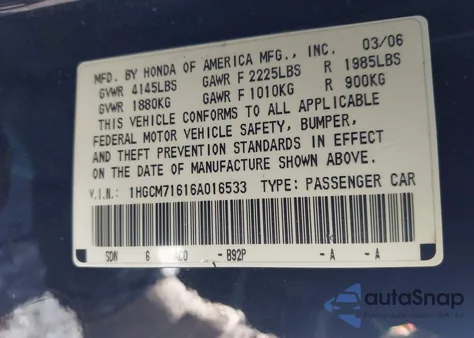 MFD. BY HONDA OF AMERICA MFG., INC. 03/06
GVWR 4145LBS GAWR F 2225LBS R 1985LBS
GVWR 1880KG GAWR F 1010KG R 900KG
THIS VEHICLE CONFORMS TO ALL APPLICABLE
FEDERAL MOTOR VEHICLE SAFETY, BUMPER,
AND THEFT PREVENTION STANDARDS IN EFFECT
ON THE DATE OF MANUFACTURE SHOWN ABOVE.
V.I.N.: 1HGCM71616A016533 TYPE: PASSENGER CAR
SDN 6 - B92P - A - A
autaSnap